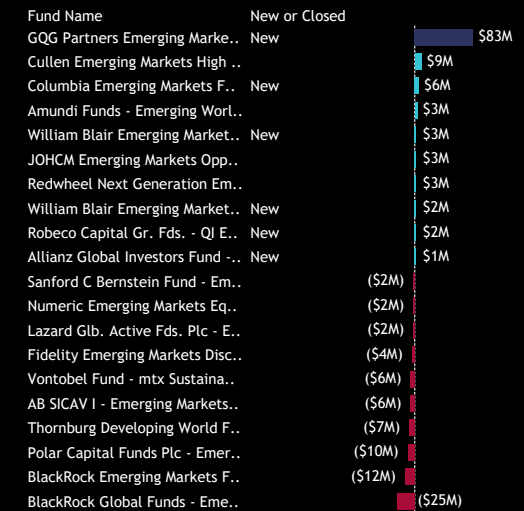 Fund Name New or Closed
GQG Partners Emerging Marke.. New $83M
Cullen Emerging Markets High .. $9M
Columbia Emerging Markets F.. New $6M
Amundi Funds - Emerging Worl.. $3M
William Blair Emerging Market.. New $3M
JOHCM Emerging Markets Opp.. $3M
Redwheel Next Generation Em.. $3M
William Blair Emerging Market.. New $2M
Robeco Capital Gr. Fds. - QI E.. New $2M
Allianz Global Investors Fund -.. New $1M
Sanford C Bernstein Fund - Em.. ($2M)
Numeric Emerging Markets Eq.. ($2M)
Lazard Glb. Active Fds. Plc - E.. ($2M)
Fidelity Emerging Markets Disc.. ($4M)
Vontobel Fund - mtx Sustaina.. ($6M)
AB SICAV I - Emerging Markets.. ($6M)
Thornburg Developing World F.. ($7M)
Polar Capital Funds Plc - Emer.. ($10M)
BlackRock Emerging Markets F.. ($12M)
BlackRock Global Funds - Eme.. ($25M)